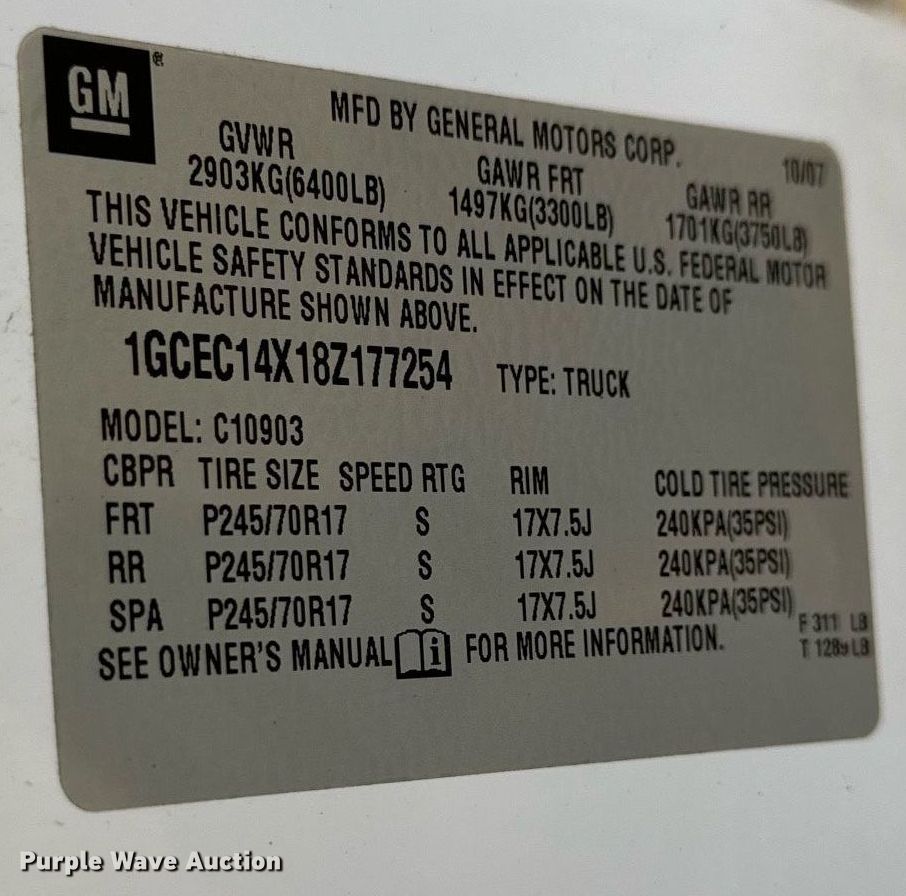 GM
MFD BY GENERAL MOTORS CORP.
10/07
GVWR GAWR FRT GAWR RR
2903KG(6400LB) 1497KG(3300LB) 1701KG(3750LB)
THIS VEHICLE CONFORMS TO ALL APPLICABLE U.S. FEDERAL MOTOR
VEHICLE SAFETY STANDARDS IN EFFECT ON THE DATE OF
MANUFACTURE SHOWN ABOVE.
1GCEC14X18Z177254 TYPE: TRUCK
MODEL: C10903
CBPR TIRE SIZE SPEED RTG RIM COLD TIRE PRESSURE
FRT P245/70R17 S 17X7.5J 240KPA(35PSI)
RR P245/70R17 S 17X7.5J 240KPA(35PSI)
SPA P245/70R17 S 17X7.5J 240KPA(35PSI)
SEE OWNER'S MANUAL i FOR MORE INFORMATION.
F 311 LB
T LB
Purple Wave Auction